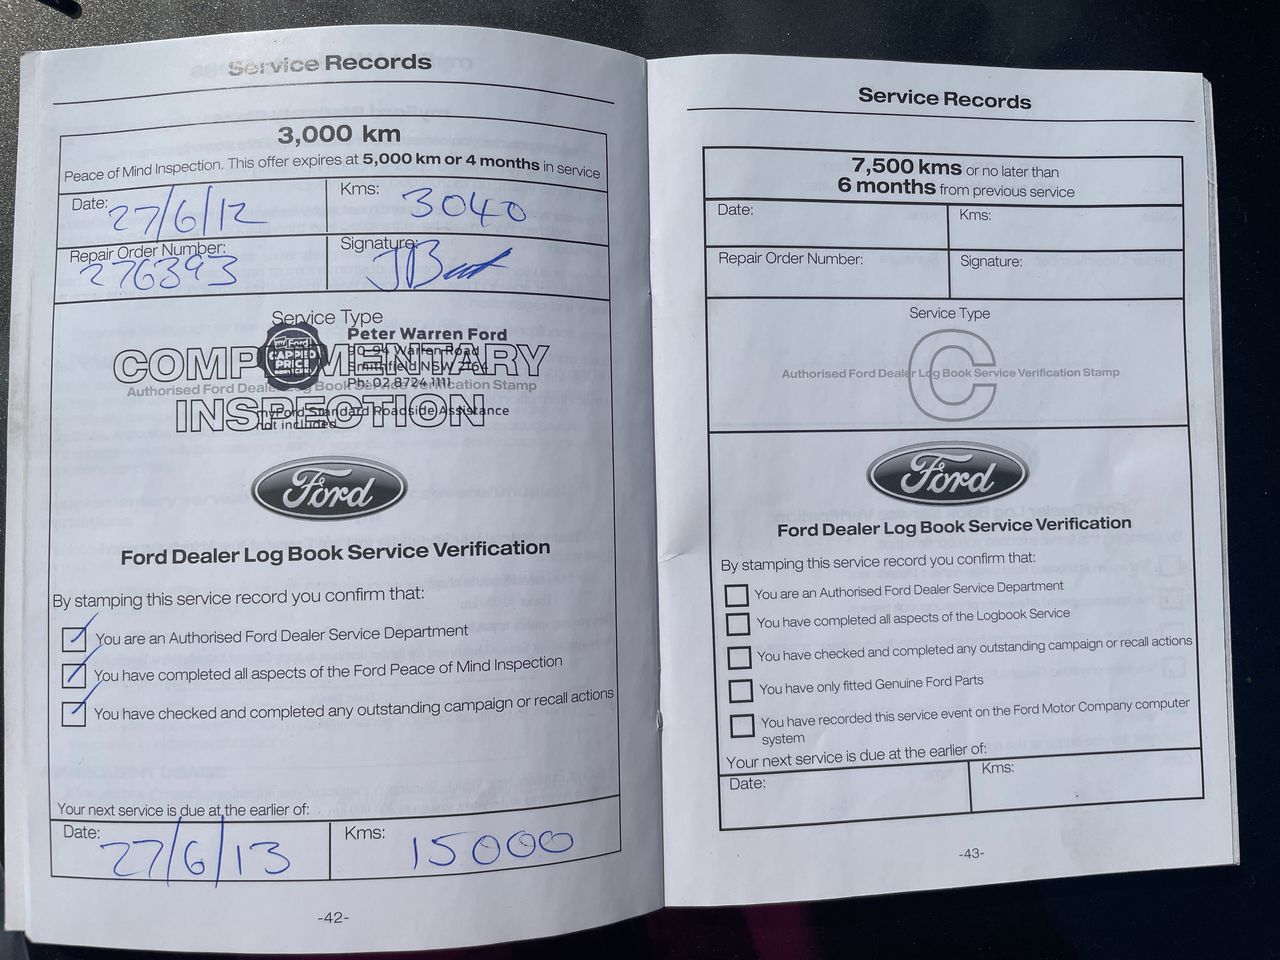 Service Records
3,000 km
Peace of Mind Inspection. This offer expires at 5,000 km or 4 months in service
Date: 27/6/12
Kms: 3040
Repair Order Number: 276393
Signature:
Service Type
COMPLIMENTARY
INSPECTION
Authorised Ford Dealer Log Book Service Verification Stamp
myFord
CAPPED
PRICE
Peter Warren Ford
Warren Road
Smithfield NSW 2164
Ph: 02 8724 1111
myFord Standard Roadside Assistance
not included
Ford
Ford Dealer Log Book Service Verification
By stamping this service record you confirm that:
You are an Authorised Ford Dealer Service Department
You have completed all aspects of the Ford Peace of Mind Inspection
You have checked and completed any outstanding campaign or recall actions
Your next service is due at the earlier of:
Date: 27/6/13
Kms: 15000
-42-
Service Records
7,500 kms or no later than
6 months from previous service
Date:
Kms:
Repair Order Number:
Signature:
Service Type
C
Authorised Ford Dealer Log Book Service Verification Stamp
Ford
Ford Dealer Log Book Service Verification
By stamping this service record you confirm that:
You are an Authorised Ford Dealer Service Department
You have completed all aspects of the Logbook Service
You have checked and completed any outstanding campaign or recall actions
You have only fitted Genuine Ford Parts
You have recorded this service event on the Ford Motor Company computer
system
Your next service is due at the earlier of:
Date:
Kms:
-43-